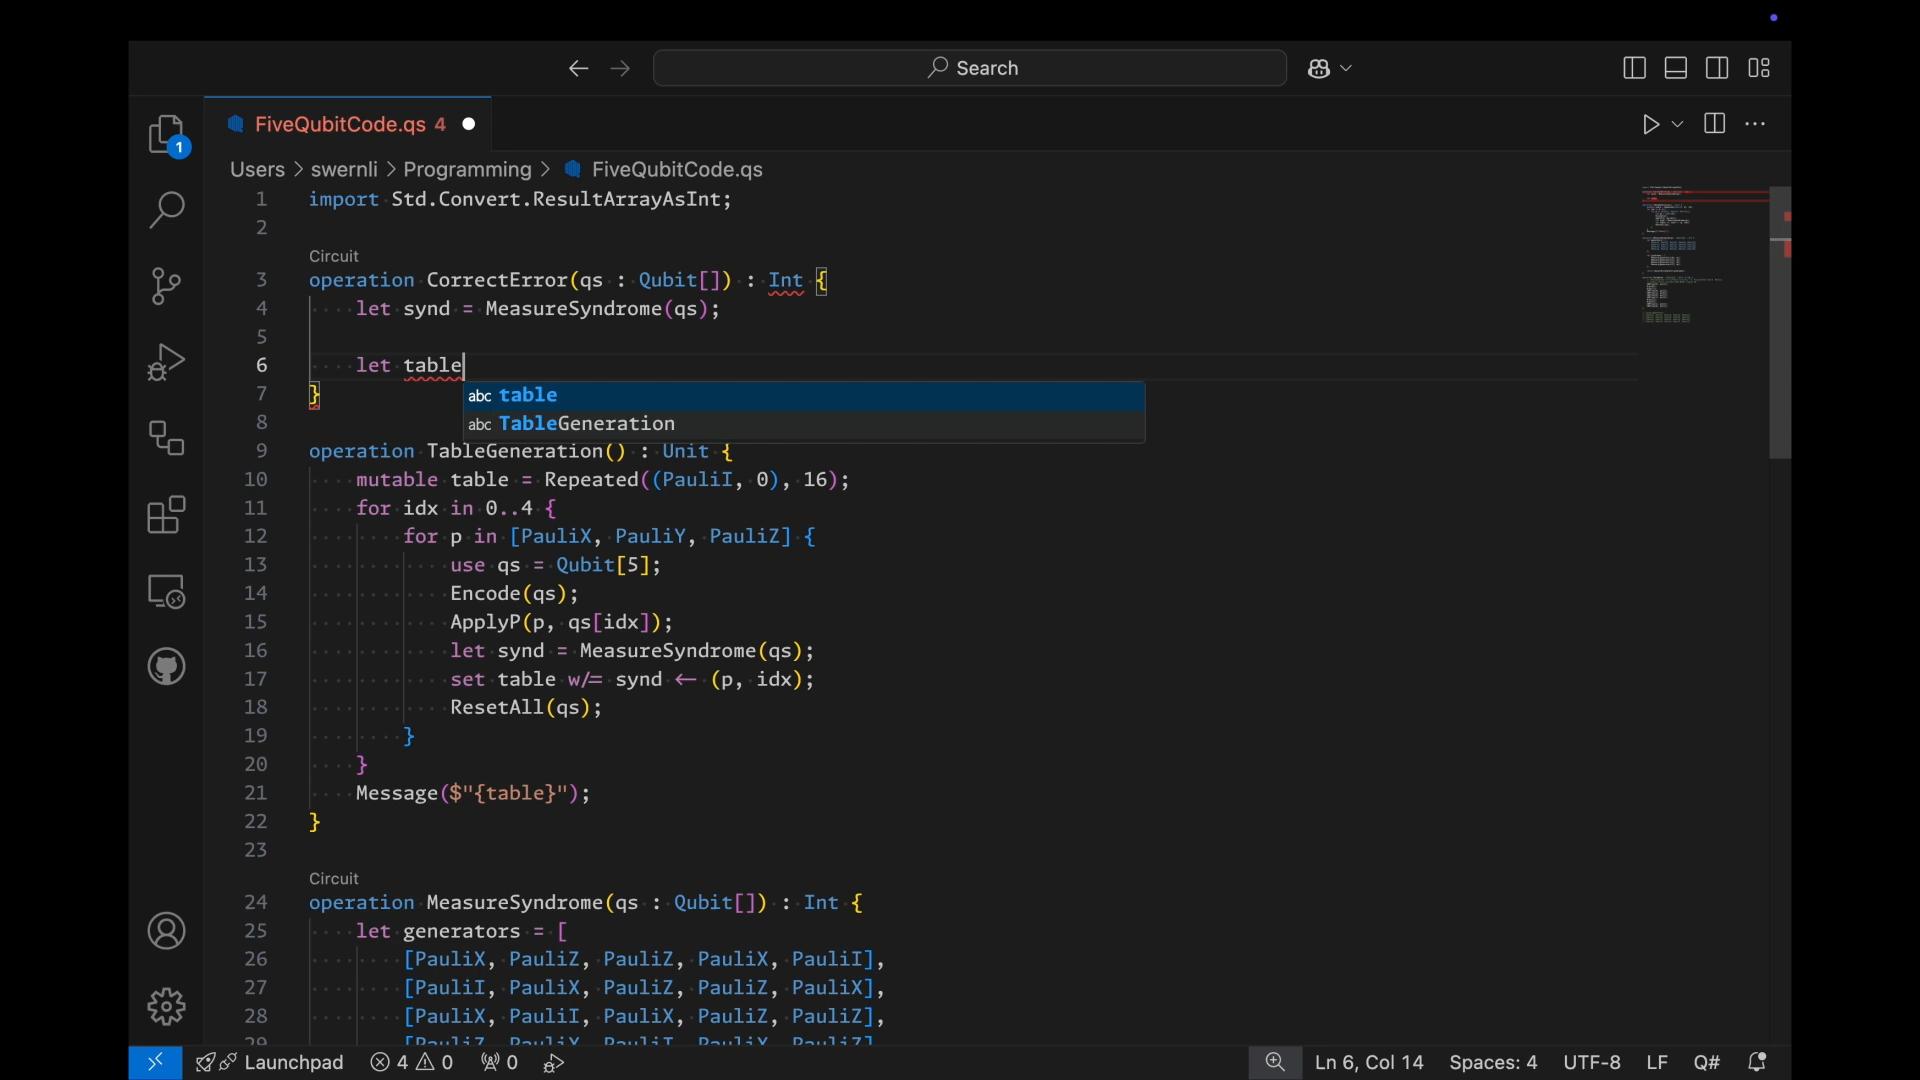 Search
FiveQubitCode.qs 4
1
Users > swernli > Programming > FiveQubitCode.qs
1 import Std.Convert.ResultArrayAsInt;
2
Circuit
3 operation CorrectError(qs : Qubit[]) : Int {
4 let synd = MeasureSyndrome(qs);
5
6 let table
7 }
abc table
8
abc TableGeneration
9 operation TableGeneration() : Unit {
10 mutable table = Repeated((PauliI, 0), 16);
11 for idx in 0..4 {
12 for p in [PauliX, PauliY, PauliZ] {
13 use qs = Qubit[5];
14 Encode(qs);
15 ApplyP(p, qs[idx]);
16 let synd = MeasureSyndrome(qs);
17 set table w/= synd <- (p, idx);
18 ResetAll(qs);
19 }
20 }
21 Message($"{table}");
22 }
23
Circuit
24 operation MeasureSyndrome(qs : Qubit[]) : Int {
25 let generators = [
26 [PauliX, PauliZ, PauliZ, PauliX, PauliI],
27 [PauliI, PauliX, PauliZ, PauliZ, PauliX],
28 [PauliX, PauliI, PauliX, PauliZ, PauliZ],
29 [PauliZ, PauliX, PauliI, PauliX, PauliZ]
Launchpad 4 0 0 Ln 6, Col 14 Spaces: 4 UTF-8 LF Q#